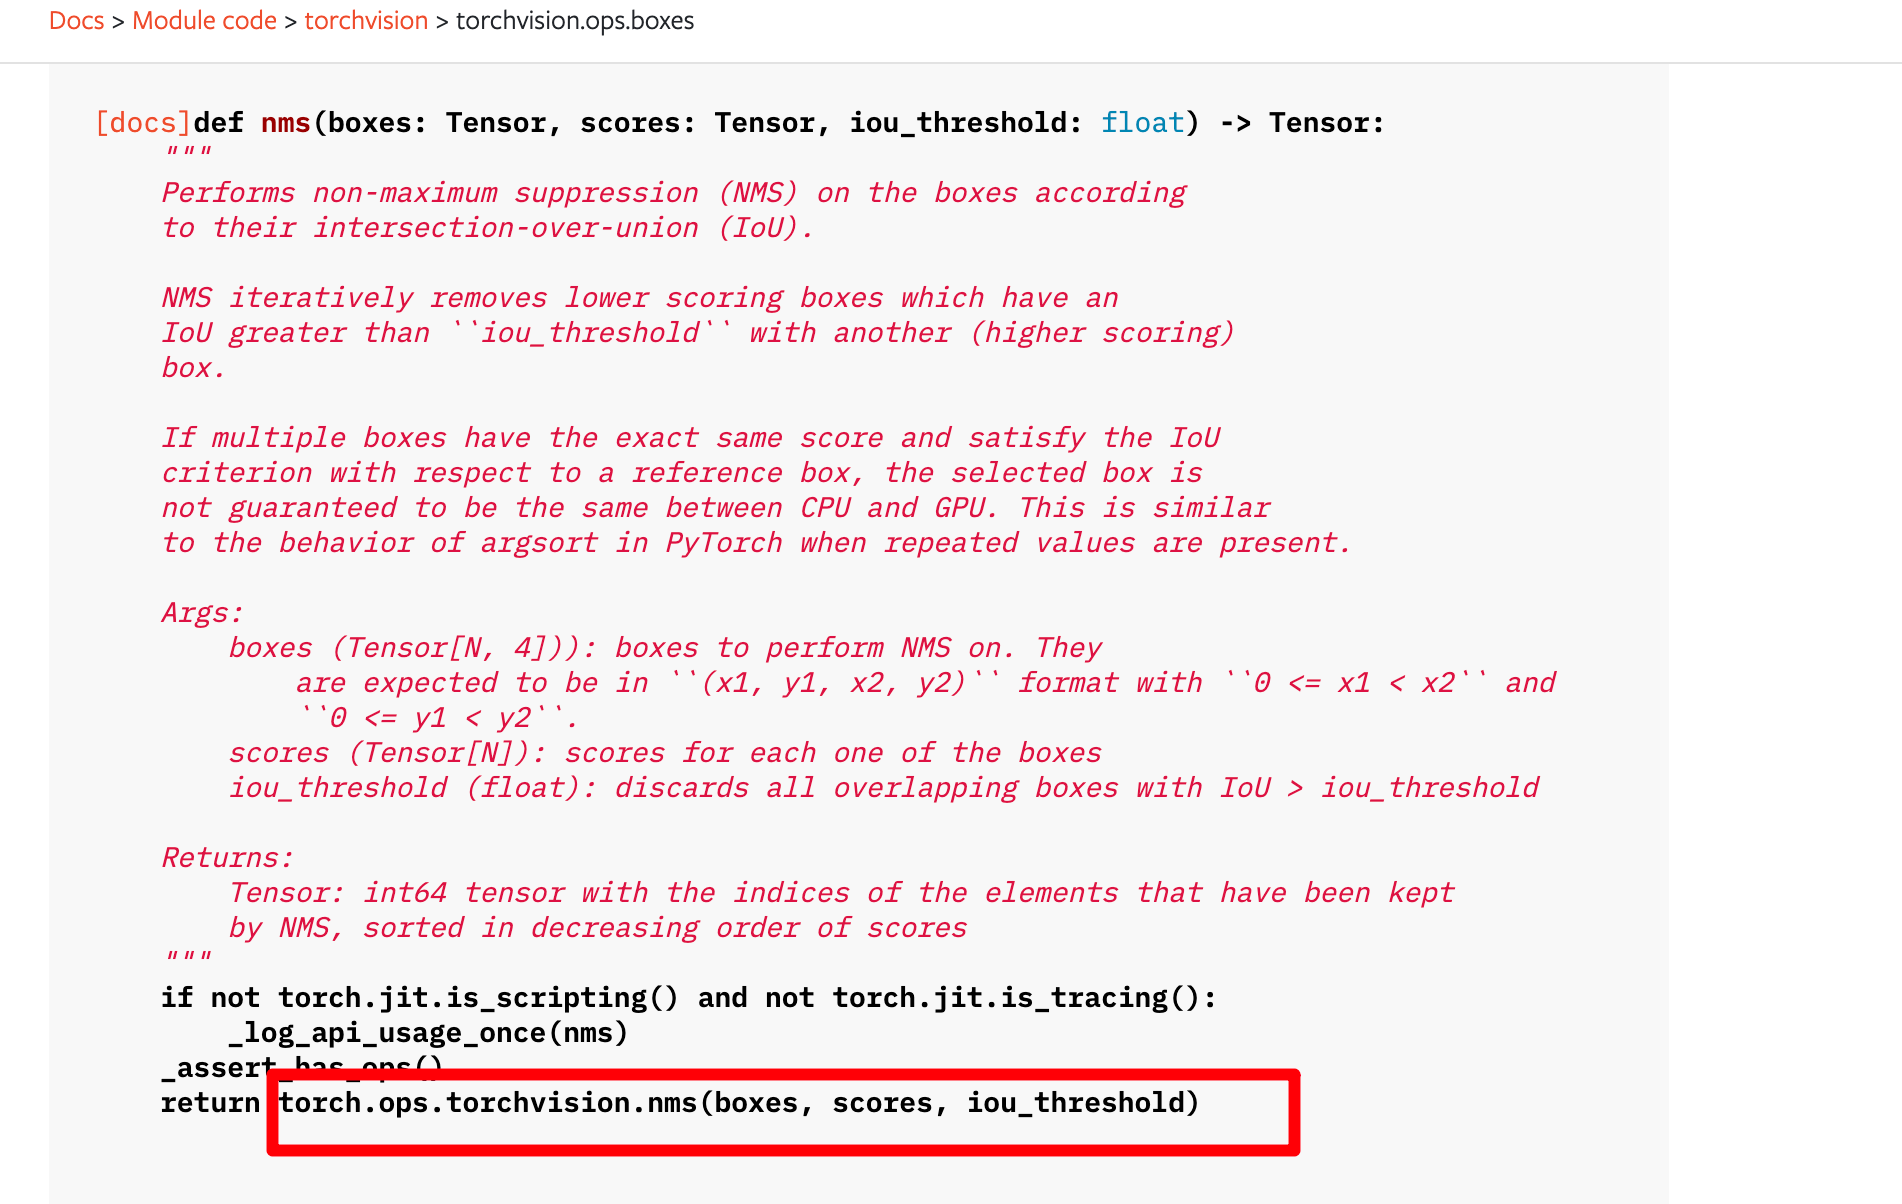 Docs > Module code > torchvision > torchvision.ops.boxes
[docs]def nms(boxes: Tensor, scores: Tensor, iou_threshold: float) -> Tensor:
"""
Performs non-maximum suppression (NMS) on the boxes according
to their intersection-over-union (IoU).
NMS iteratively removes lower scoring boxes which have an
IoU greater than ``iou_threshold`` with another (higher scoring)
box.
If multiple boxes have the exact same score and satisfy the IoU
criterion with respect to a reference box, the selected box is
not guaranteed to be the same between CPU and GPU. This is similar
to the behavior of argsort in PyTorch when repeated values are present.
Args:
boxes (Tensor[N, 4])): boxes to perform NMS on. They
are expected to be in ``(x1, y1, x2, y2)`` format with ``0 <= x1 < x2`` and
``0 <= y1 < y2``.
scores (Tensor[N]): scores for each one of the boxes
iou_threshold (float): discards all overlapping boxes with IoU > iou_threshold
Returns:
Tensor: int64 tensor with the indices of the elements that have been kept
by NMS, sorted in decreasing order of scores
"""
if not torch.jit.is_scripting() and not torch.jit.is_tracing():
_log_api_usage_once(nms)
_assert_has_ops()
return torch.ops.torchvision.nms(boxes, scores, iou_threshold)